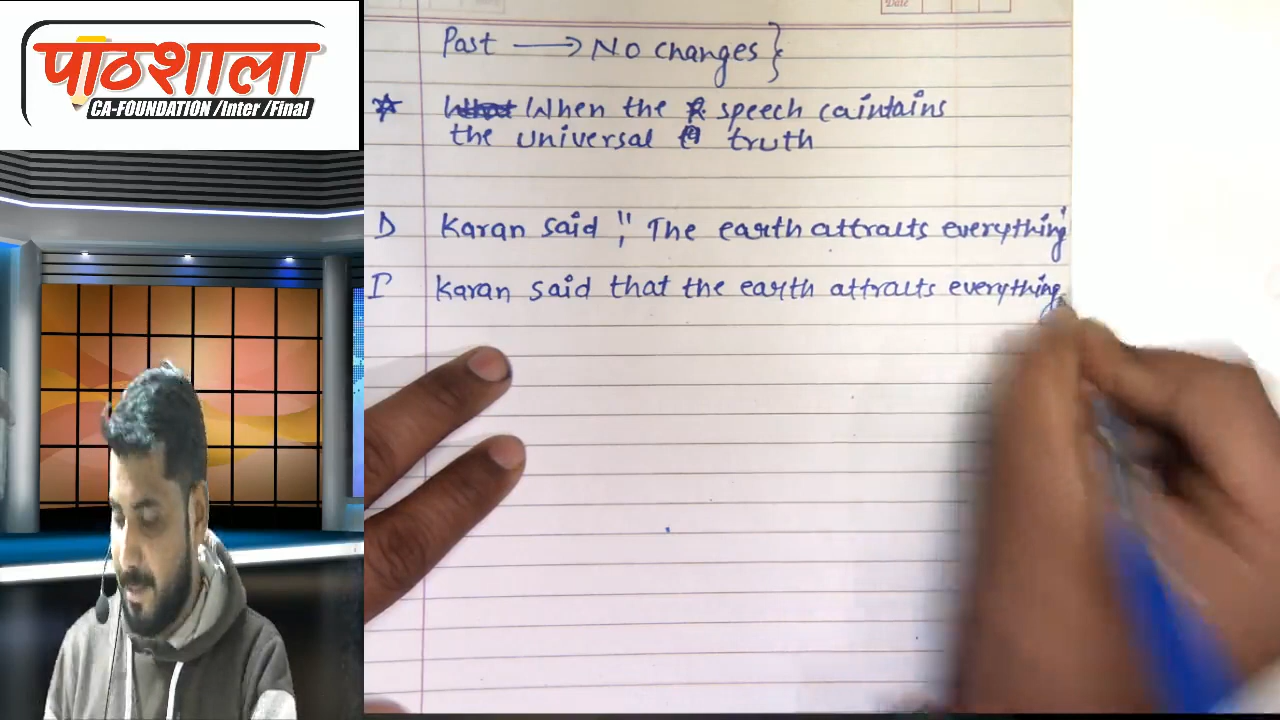 पाठशाला
CA-FOUNDATION /Inter /Final
Date
Past → No changes}
☆ When the speech caintains
the universal truth
D Karan said ," The earth attracts everything"
I Karan said that the earth attracts everything.